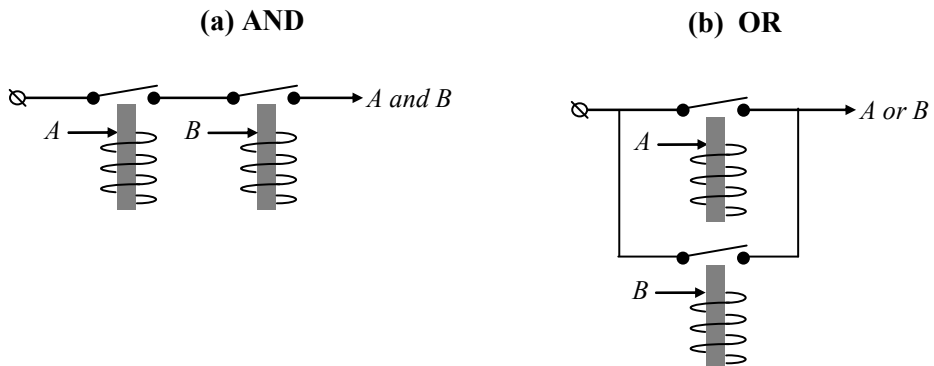 (a) AND
A
B
A and B
(b) OR
A
A or B
B